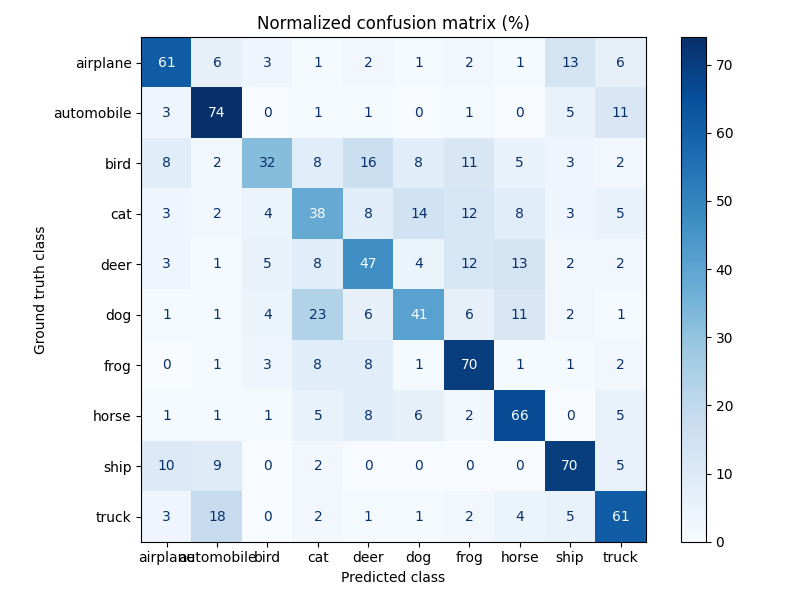 Normalized confusion matrix (%)
airplane 61 6 3 1 2 1 2 1 13 6
automobile 3 74 0 1 1 0 1 0 5 11
bird 8 2 32 8 16 8 11 5 3 2
cat 3 2 4 38 8 14 12 8 3 5
deer 3 1 5 8 47 4 12 13 2 2
dog 1 1 4 23 6 41 6 11 2 1
frog 0 1 3 8 8 1 70 1 1 2
horse 1 1 1 5 8 6 2 66 0 5
ship 10 9 0 2 0 0 0 0 70 5
truck 3 18 0 2 1 1 2 4 5 61
airplane automobile bird cat deer dog frog horse ship truck
Predicted class
Ground truth class
70
60
50
40
30
20
10
0